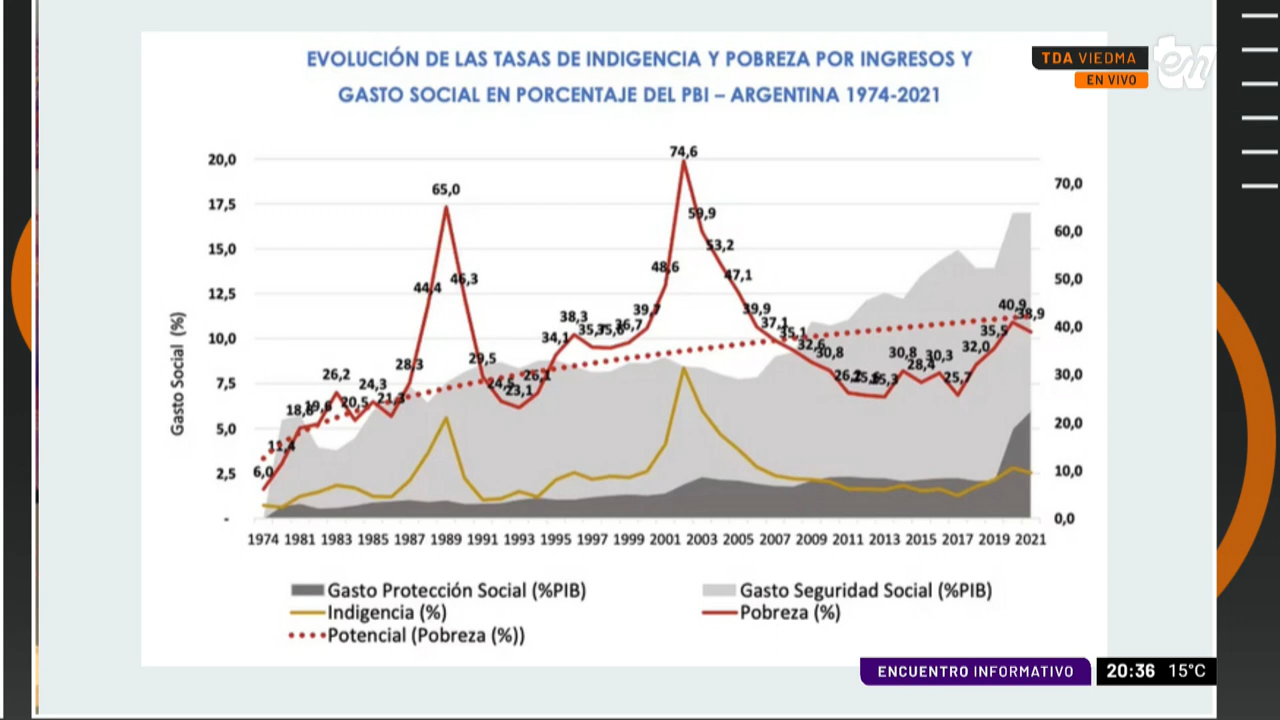 EVOLUCIÓN DE LAS TASAS DE INDIGENCIA Y POBREZA POR INGRESOS Y
GASTO SOCIAL EN PORCENTAJE DEL PBI – ARGENTINA 1974-2021
TDA VIEDMA
EN VIVO
ten
Gasto Social (%)
20,0
17,5
15,0
12,5
10,0
7,5
5,0
2,5
-
70,0
60,0
50,0
40,0
30,0
20,0
10,0
0,0
6,0 11,4 18,8 19,6 26,2 20,5 24,3 21,3 28,3 44,4 65,0 46,3 29,5 24,5 23,1 26,1 34,1 38,3 36,7 39,7 48,6 74,6 59,9 53,2 47,1 39,9 37,1 35,1 32,6 30,8 30,8 28,4 30,3 25,7 32,0 35,5 40,9 38,9
1974 1981 1983 1985 1987 1989 1991 1993 1995 1997 1999 2001 2003 2005 2007 2009 2011 2013 2015 2017 2019 2021
Gasto Protección Social (%PIB) Gasto Seguridad Social (%PIB)
Indigencia (%) Pobreza (%)
Potencial (Pobreza (%))
ENCUENTRO INFORMATIVO 20:36 15°C